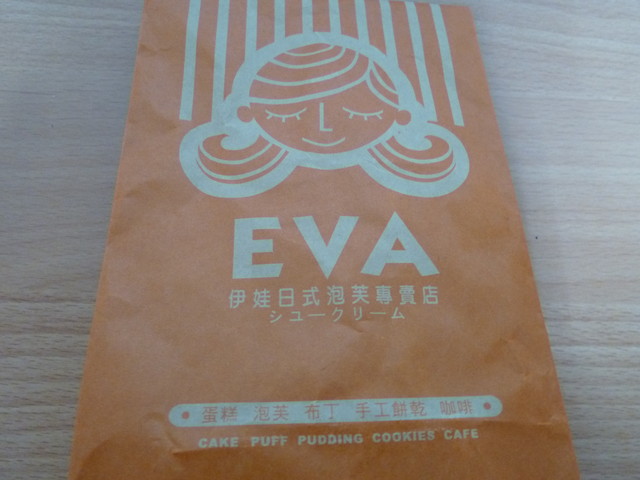 EVA
伊娃日式泡芙專賣店
シュークリーム
• 蛋糕 泡芙 布丁 手工餅乾 咖啡 •
CAKE PUFF PUDDING COOKIES CAFE